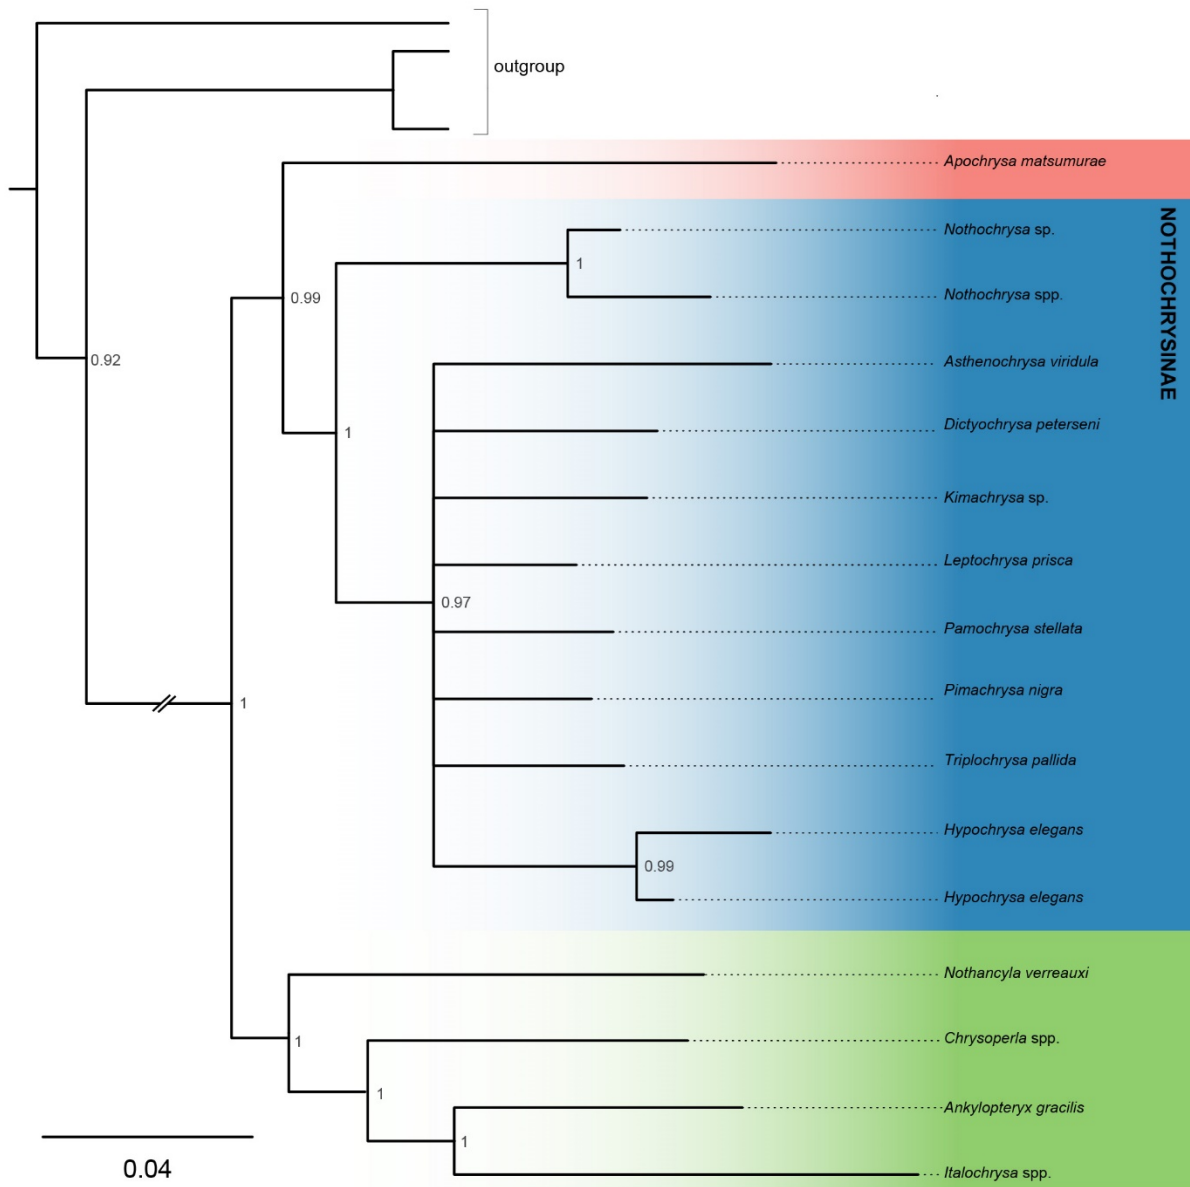 outgroup
Apochrysa matsumurae
NOTHOCHRYSINAE
Nothochrysa sp.
1
Nothochrysa spp.
0.99
0.92
Asthenochrysa viridula
Dictyochrysa peterseni
1
Kimachrysa sp.
Leptochrysa prisca
0.97
Pamochrysa stellata
Pimachrysa nigra
1
Triplochrysa pallida
Hypochrysa elegans
0.99
Hypochrysa elegans
Nothancyla verreauxi
1
Chrysoperla spp.
1
Ankylopteryx gracilis
1
0.04
Italochrysa spp.